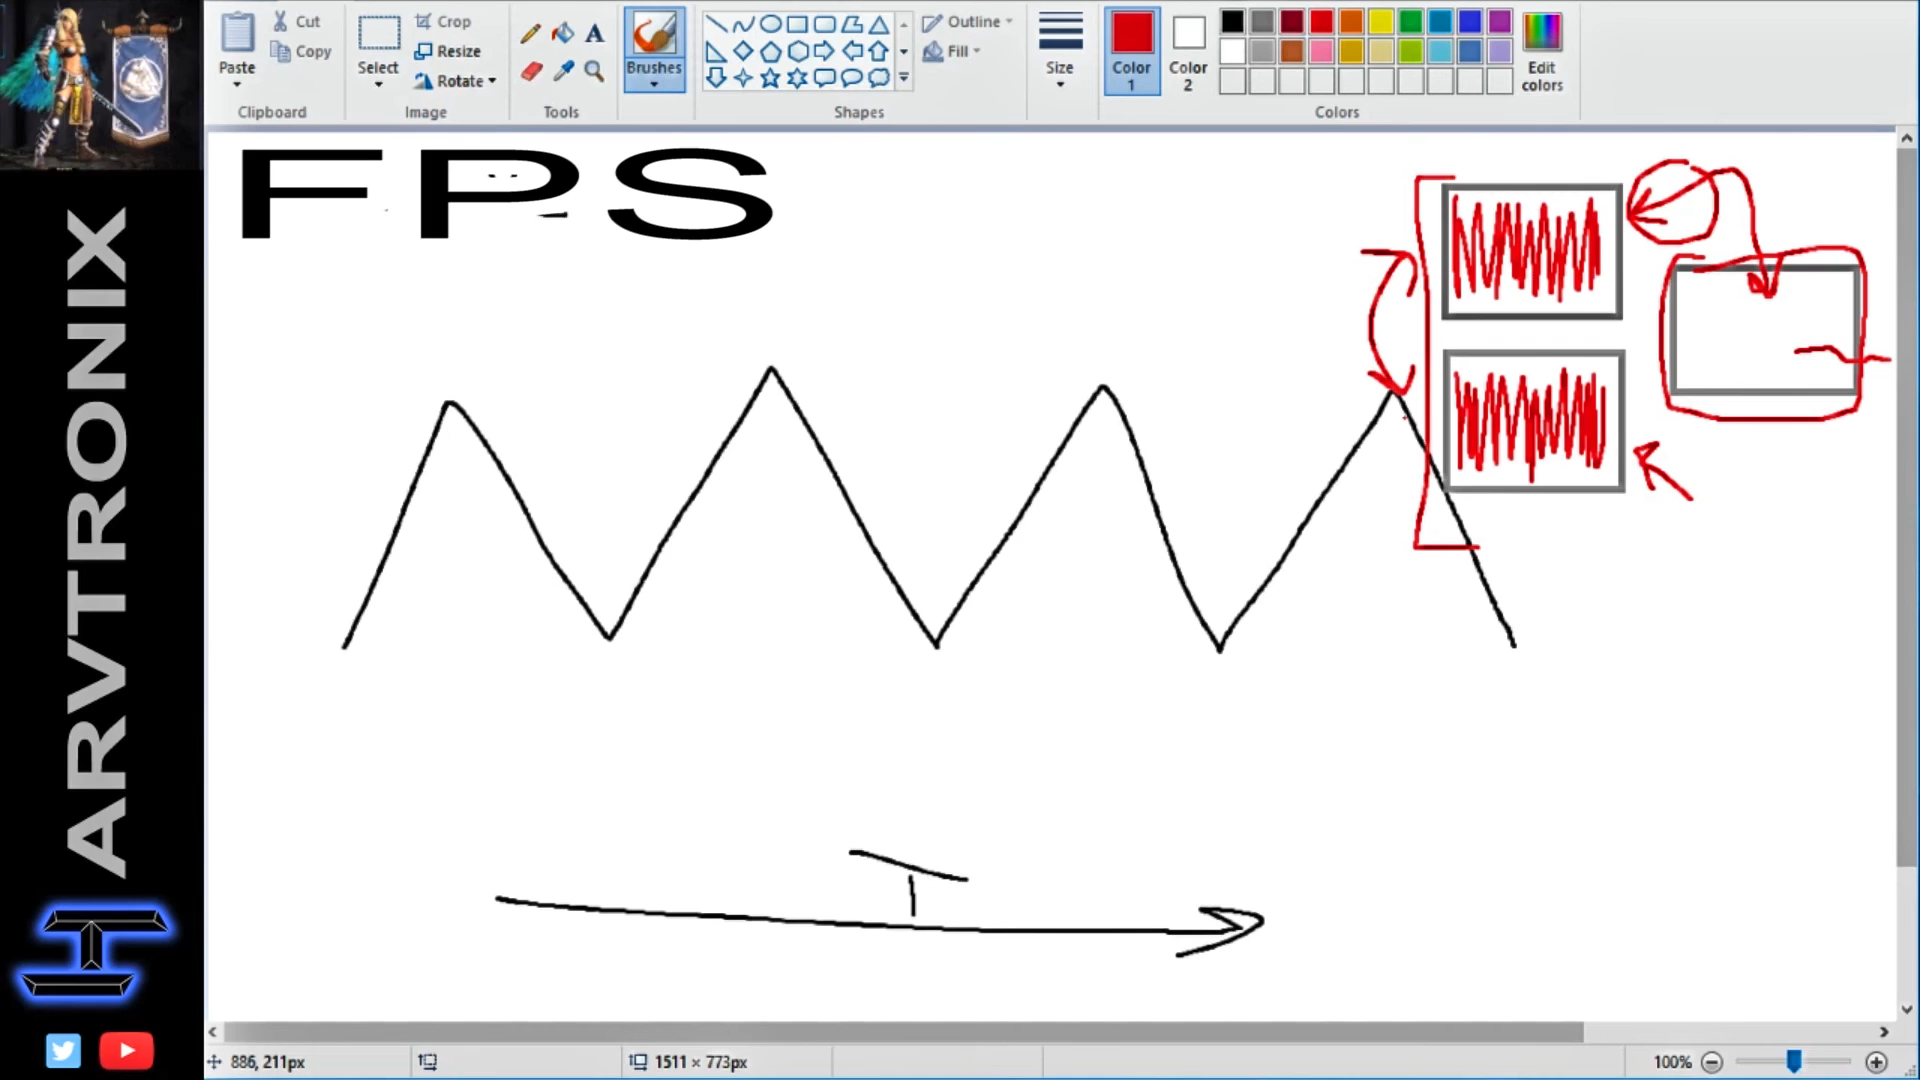 Cut
Copy
Paste
Clipboard
Select
Crop
Resize
Rotate
Image
Tools
Brushes
Shapes
Outline
Fill
Size
Color 1
Color 2
Edit colors
Colors
FPS
T
ARVTRONIX
886, 211px
1511 × 773px
100%